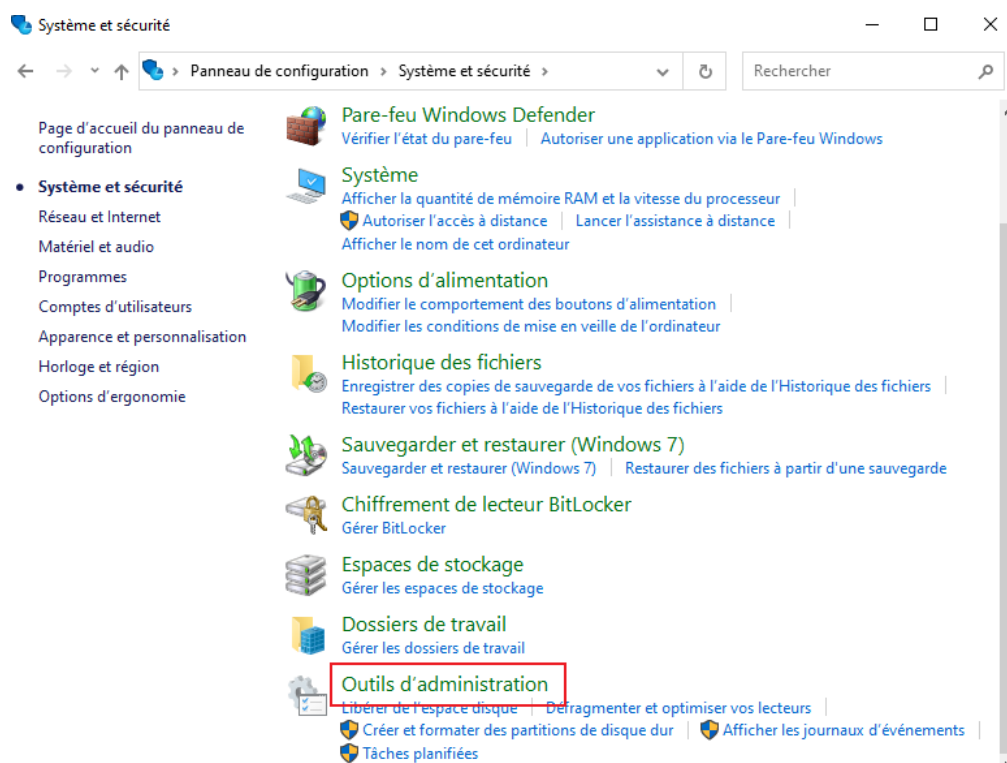 Système et sécurité
Panneau de configuration > Système et sécurité >
Rechercher
Page d'accueil du panneau de
configuration
Système et sécurité
Réseau et Internet
Matériel et audio
Programmes
Comptes d'utilisateurs
Apparence et personnalisation
Horloge et région
Options d'ergonomie
Pare-feu Windows Defender
Vérifier l'état du pare-feu | Autoriser une application via le Pare-feu Windows
Système
Afficher la quantité de mémoire RAM et la vitesse du processeur
Autoriser l'accès à distance | Lancer l'assistance à distance
Afficher le nom de cet ordinateur
Options d'alimentation
Modifier le comportement des boutons d'alimentation
Modifier les conditions de mise en veille de l'ordinateur
Historique des fichiers
Enregistrer des copies de sauvegarde de vos fichiers à l'aide de l'Historique des fichiers
Restaurer vos fichiers à l'aide de l'Historique des fichiers
Sauvegarder et restaurer (Windows 7)
Sauvegarder et restaurer (Windows 7) | Restaurer des fichiers à partir d'une sauvegarde
Chiffrement de lecteur BitLocker
Gérer BitLocker
Espaces de stockage
Gérer les espaces de stockage
Dossiers de travail
Gérer les dossiers de travail
Outils d'administration
Libérer de l'espace disque | Défragmenter et optimiser vos lecteurs
Créer et formater des partitions de disque dur | Afficher les journaux d'événements
Tâches planifiées